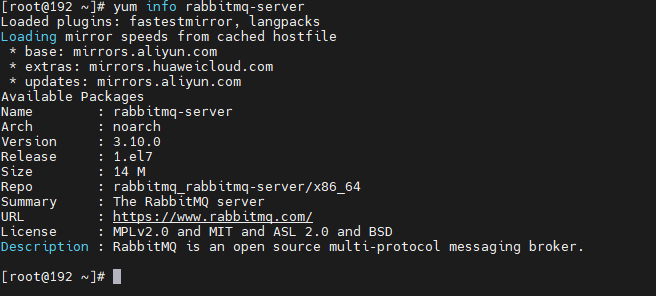 [root@192 ~]# yum info rabbitmq-server
Loaded plugins: fastestmirror, langpacks
Loading mirror speeds from cached hostfile
 * base: mirrors.aliyun.com
 * extras: mirrors.huaweicloud.com
 * updates: mirrors.aliyun.com
Available Packages
Name        : rabbitmq-server
Arch        : noarch
Version     : 3.10.0
Release     : 1.el7
Size        : 14 M
Repo        : rabbitmq_rabbitmq-server/x86_64
Summary     : The RabbitMQ server
URL         : https://www.rabbitmq.com/
License     : MPLv2.0 and MIT and ASL 2.0 and BSD
Description : RabbitMQ is an open source multi-protocol messaging broker.
[root@192 ~]#